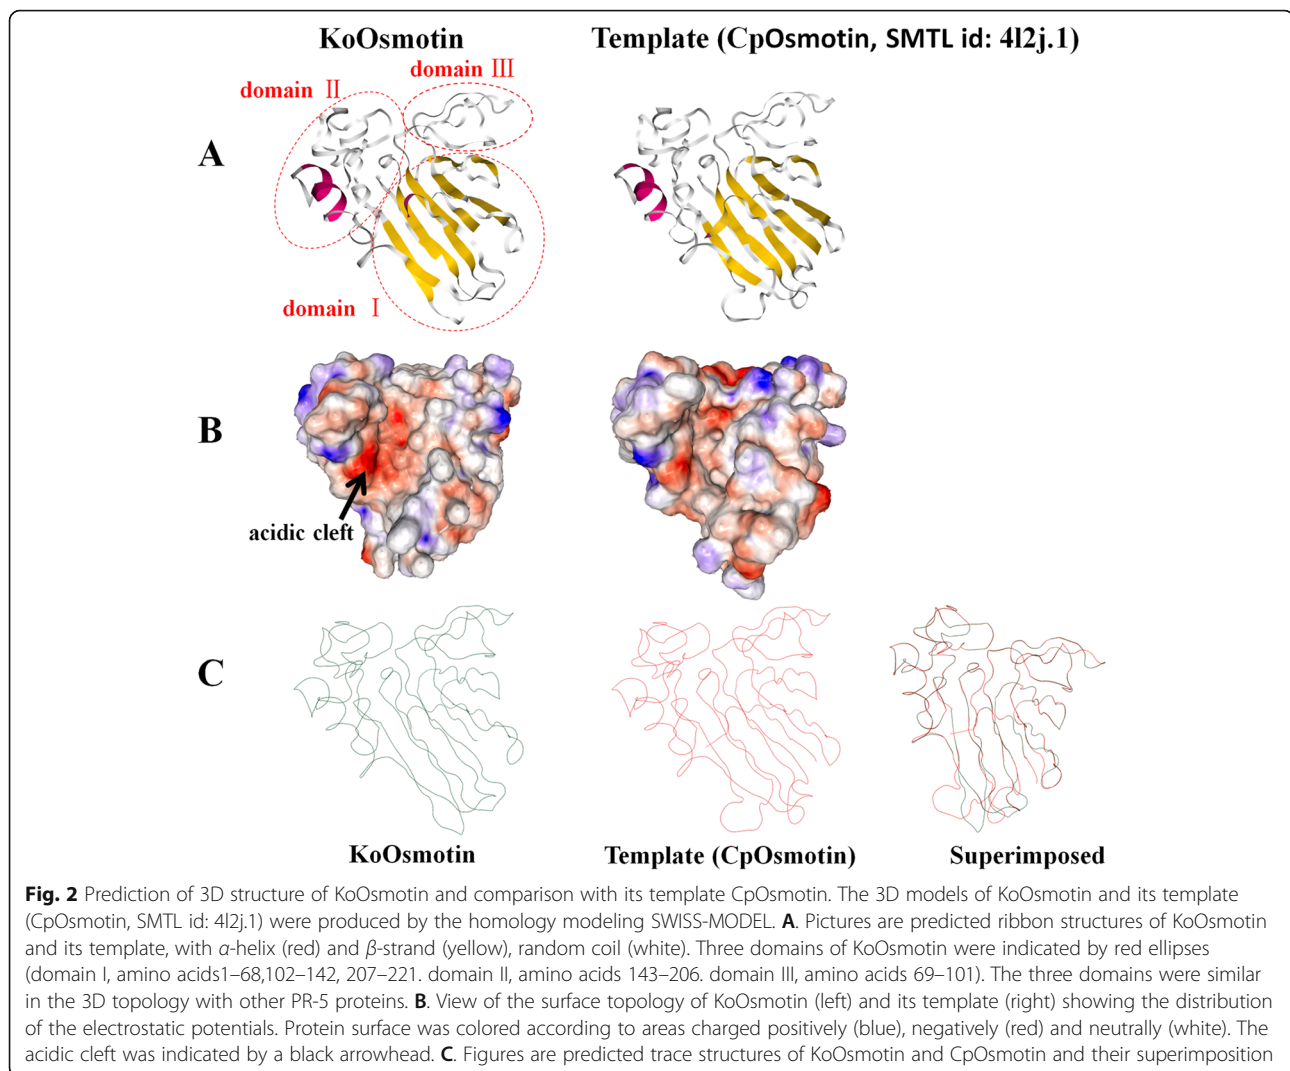 KoOsmotin
Template (CpOsmotin, SMTL id: 4l2j.1)
domain III
domain II
A
domain I
B
acidic cleft
C
KoOsmotin
Template (CpOsmotin)
Superimposed
Fig. 2 Prediction of 3D structure of KoOsmotin and comparison with its template CpOsmotin. The 3D models of KoOsmotin and its template
(CpOsmotin, SMTL id: 4l2j.1) were produced by the homology modeling SWISS-MODEL. A. Pictures are predicted ribbon structures of KoOsmotin
and its template, with α-helix (red) and β-strand (yellow), random coil (white). Three domains of KoOsmotin were indicated by red ellipses
(domain I, amino acids1–68,102–142, 207–221. domain II, amino acids 143–206. domain III, amino acids 69–101). The three domains were similar
in the 3D topology with other PR-5 proteins. B. View of the surface topology of KoOsmotin (left) and its template (right) showing the distribution
of the electrostatic potentials. Protein surface was colored according to areas charged positively (blue), negatively (red) and neutrally (white). The
acidic cleft was indicated by a black arrowhead. C. Figures are predicted trace structures of KoOsmotin and CpOsmotin and their superimposition